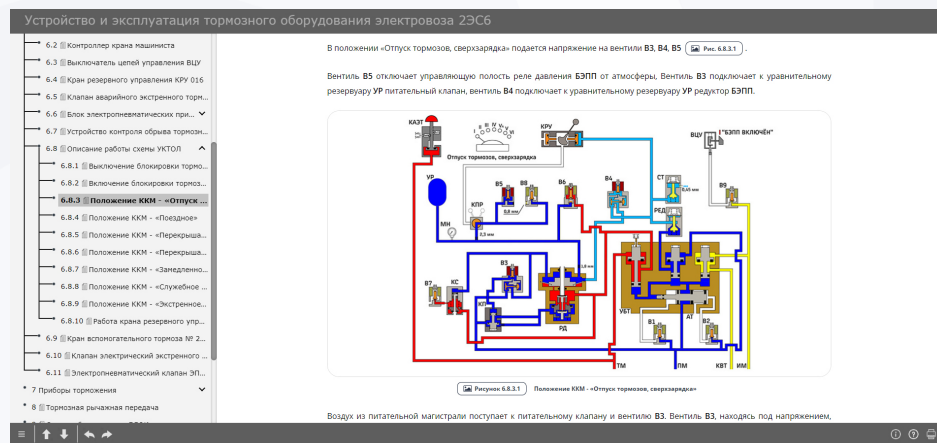 Устройство и эксплуатация тормозного оборудования электровоза 2ЭС6
6.2 Контроллер крана машиниста
6.3 Выключатель цепей управления ВЦУ
6.4 Кран резервного управления КРУ 016
6.5 Клапан аварийного экстренного торм...
6.6 Блок электропневматических при...
6.7 Устройство контроля обрыва тормозн...
6.8 Описание работы схемы УКТОЛ
6.8.1 Выключение блокировки тормо...
6.8.2 Включение блокировки тормоз...
6.8.3 Положение ККМ - «Отпуск ...
6.8.4 Положение ККМ - «Поездное»
6.8.5 Положение ККМ - «Перекрыша...
6.8.6 Положение ККМ - «Перекрыша...
6.8.7 Положение ККМ - «Замедленно...
6.8.8 Положение ККМ - «Служебное ...
6.8.9 Положение ККМ - «Экстренное...
6.8.10 Работа крана резервного упр...
6.9 Кран вспомогательного тормоза № 2...
6.10 Клапан электрический экстренного ...
6.11 Электропневматический клапан ЭП...
7 Приборы торможения
8 Тормозная рычажная передача
В положении «Отпуск тормозов, сверхзарядка» подается напряжение на вентили В3, В4, В5 Рис. 6.8.3.1 .
Вентиль В5 отключает управляющую полость реле давления БЭПП от атмосферы, Вентиль В3 подключает к уравнительному
резервуару УР питательный клапан, вентиль В4 подключает к уравнительному резервуару УР редуктор БЭПП.
КАЭТ
I II III IV V VI
Отпуск тормозов, сверхзарядка
КРУ
ВЦУ
"БЭПП ВКЛЮЧЁН"
УР
В5
В8
В6
В4
СТ
0,45 мм
В9
0,8 мм
КПР
РЕД
МН
2,3 мм
В3
В7
КС
КП
РД
УБТ
В1
АТ
В2
ТМ
ПМ
КВТ
ИМ
Рисунок 6.8.3.1 Положение ККМ - «Отпуск тормозов, сверхзарядка»
Воздух из питательной магистрали поступает к питательному клапану и вентилю В3. Вентиль В3, находясь под напряжением,